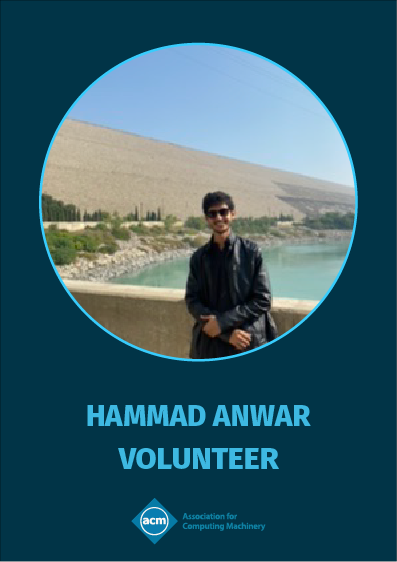 HAMMAD ANWAR
VOLUNTEER
acm
Association for
Computing Machinery